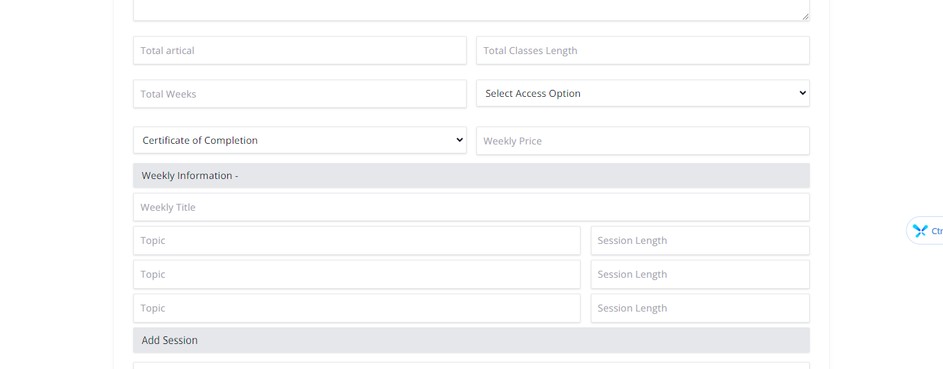 Total artical
Total Classes Length
Total Weeks
Select Access Option
Certificate of Completion
Weekly Price
Weekly Information -
Weekly Title
Topic
Session Length
Topic
Session Length
Topic
Session Length
Add Session